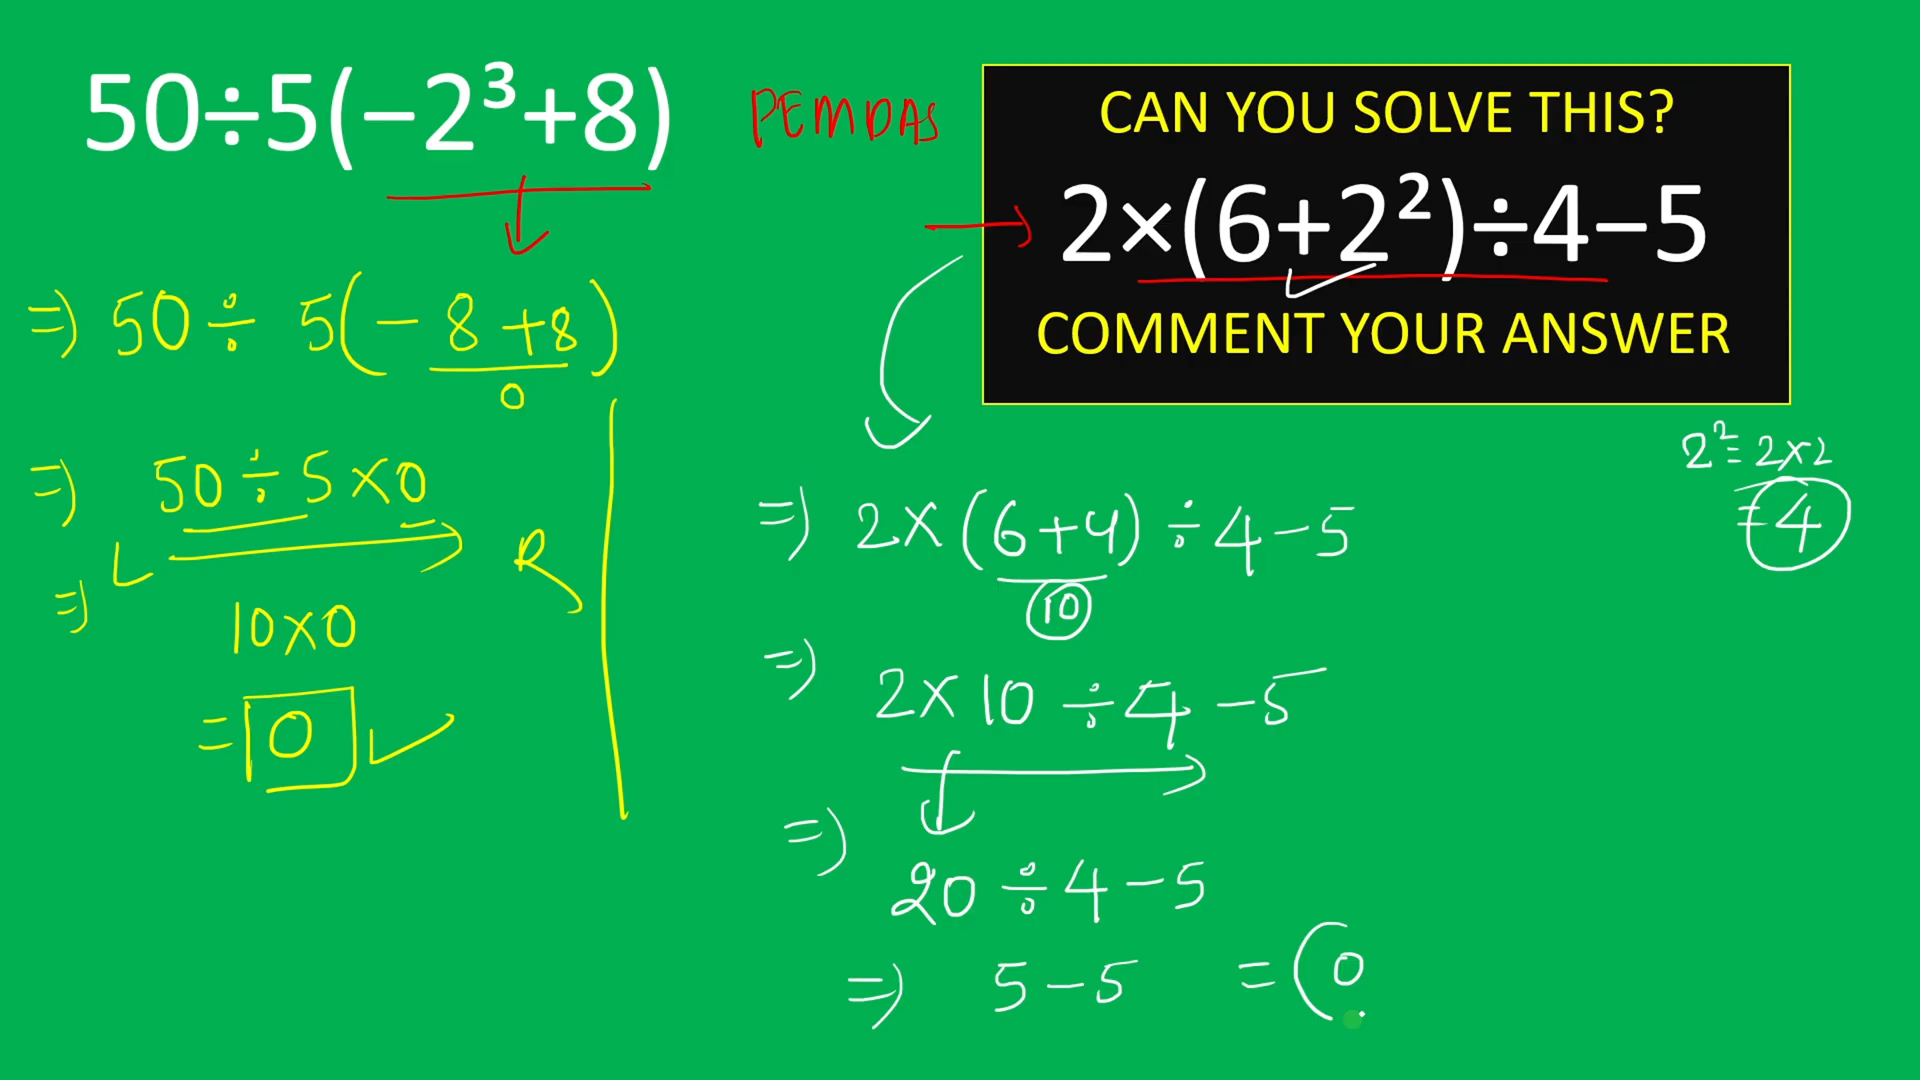 50÷5(−2³+8)
PEMDAS
⇒ 50 ÷ 5(− 8 + 8)
0
⇒ 50 ÷ 5 × 0
L R
⇒ 10 × 0
= 0
CAN YOU SOLVE THIS?
2×(6+2²)÷4−5
COMMENT YOUR ANSWER
2² = 2×2
= 4
⇒ 2 × (6+4) ÷ 4 − 5
10
⇒ 2 × 10 ÷ 4 − 5
⇒ 20 ÷ 4 − 5
⇒ 5 − 5 = (0